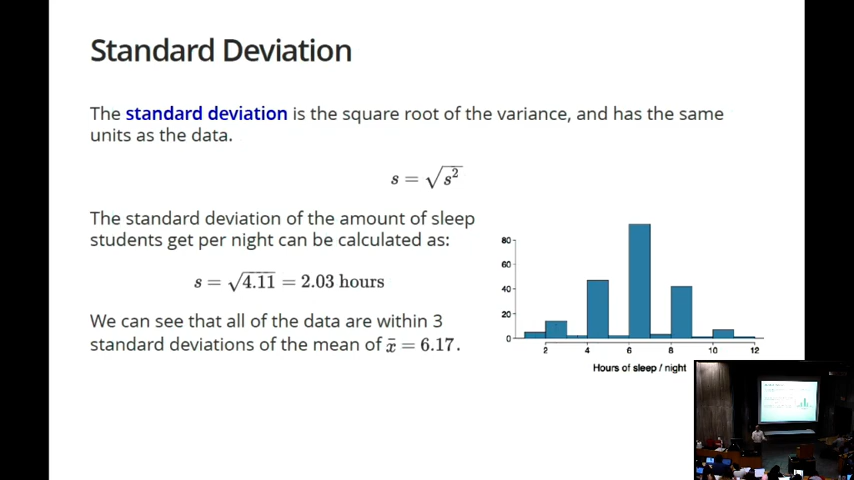 Standard Deviation
The standard deviation is the square root of the variance, and has the same
units as the data.
s = √s²
The standard deviation of the amount of sleep
students get per night can be calculated as:
s = √4.11 = 2.03 hours
We can see that all of the data are within 3
standard deviations of the mean of x̄ = 6.17.
80
60
40
20
0
2 4 6 8 10 12
Hours of sleep / night